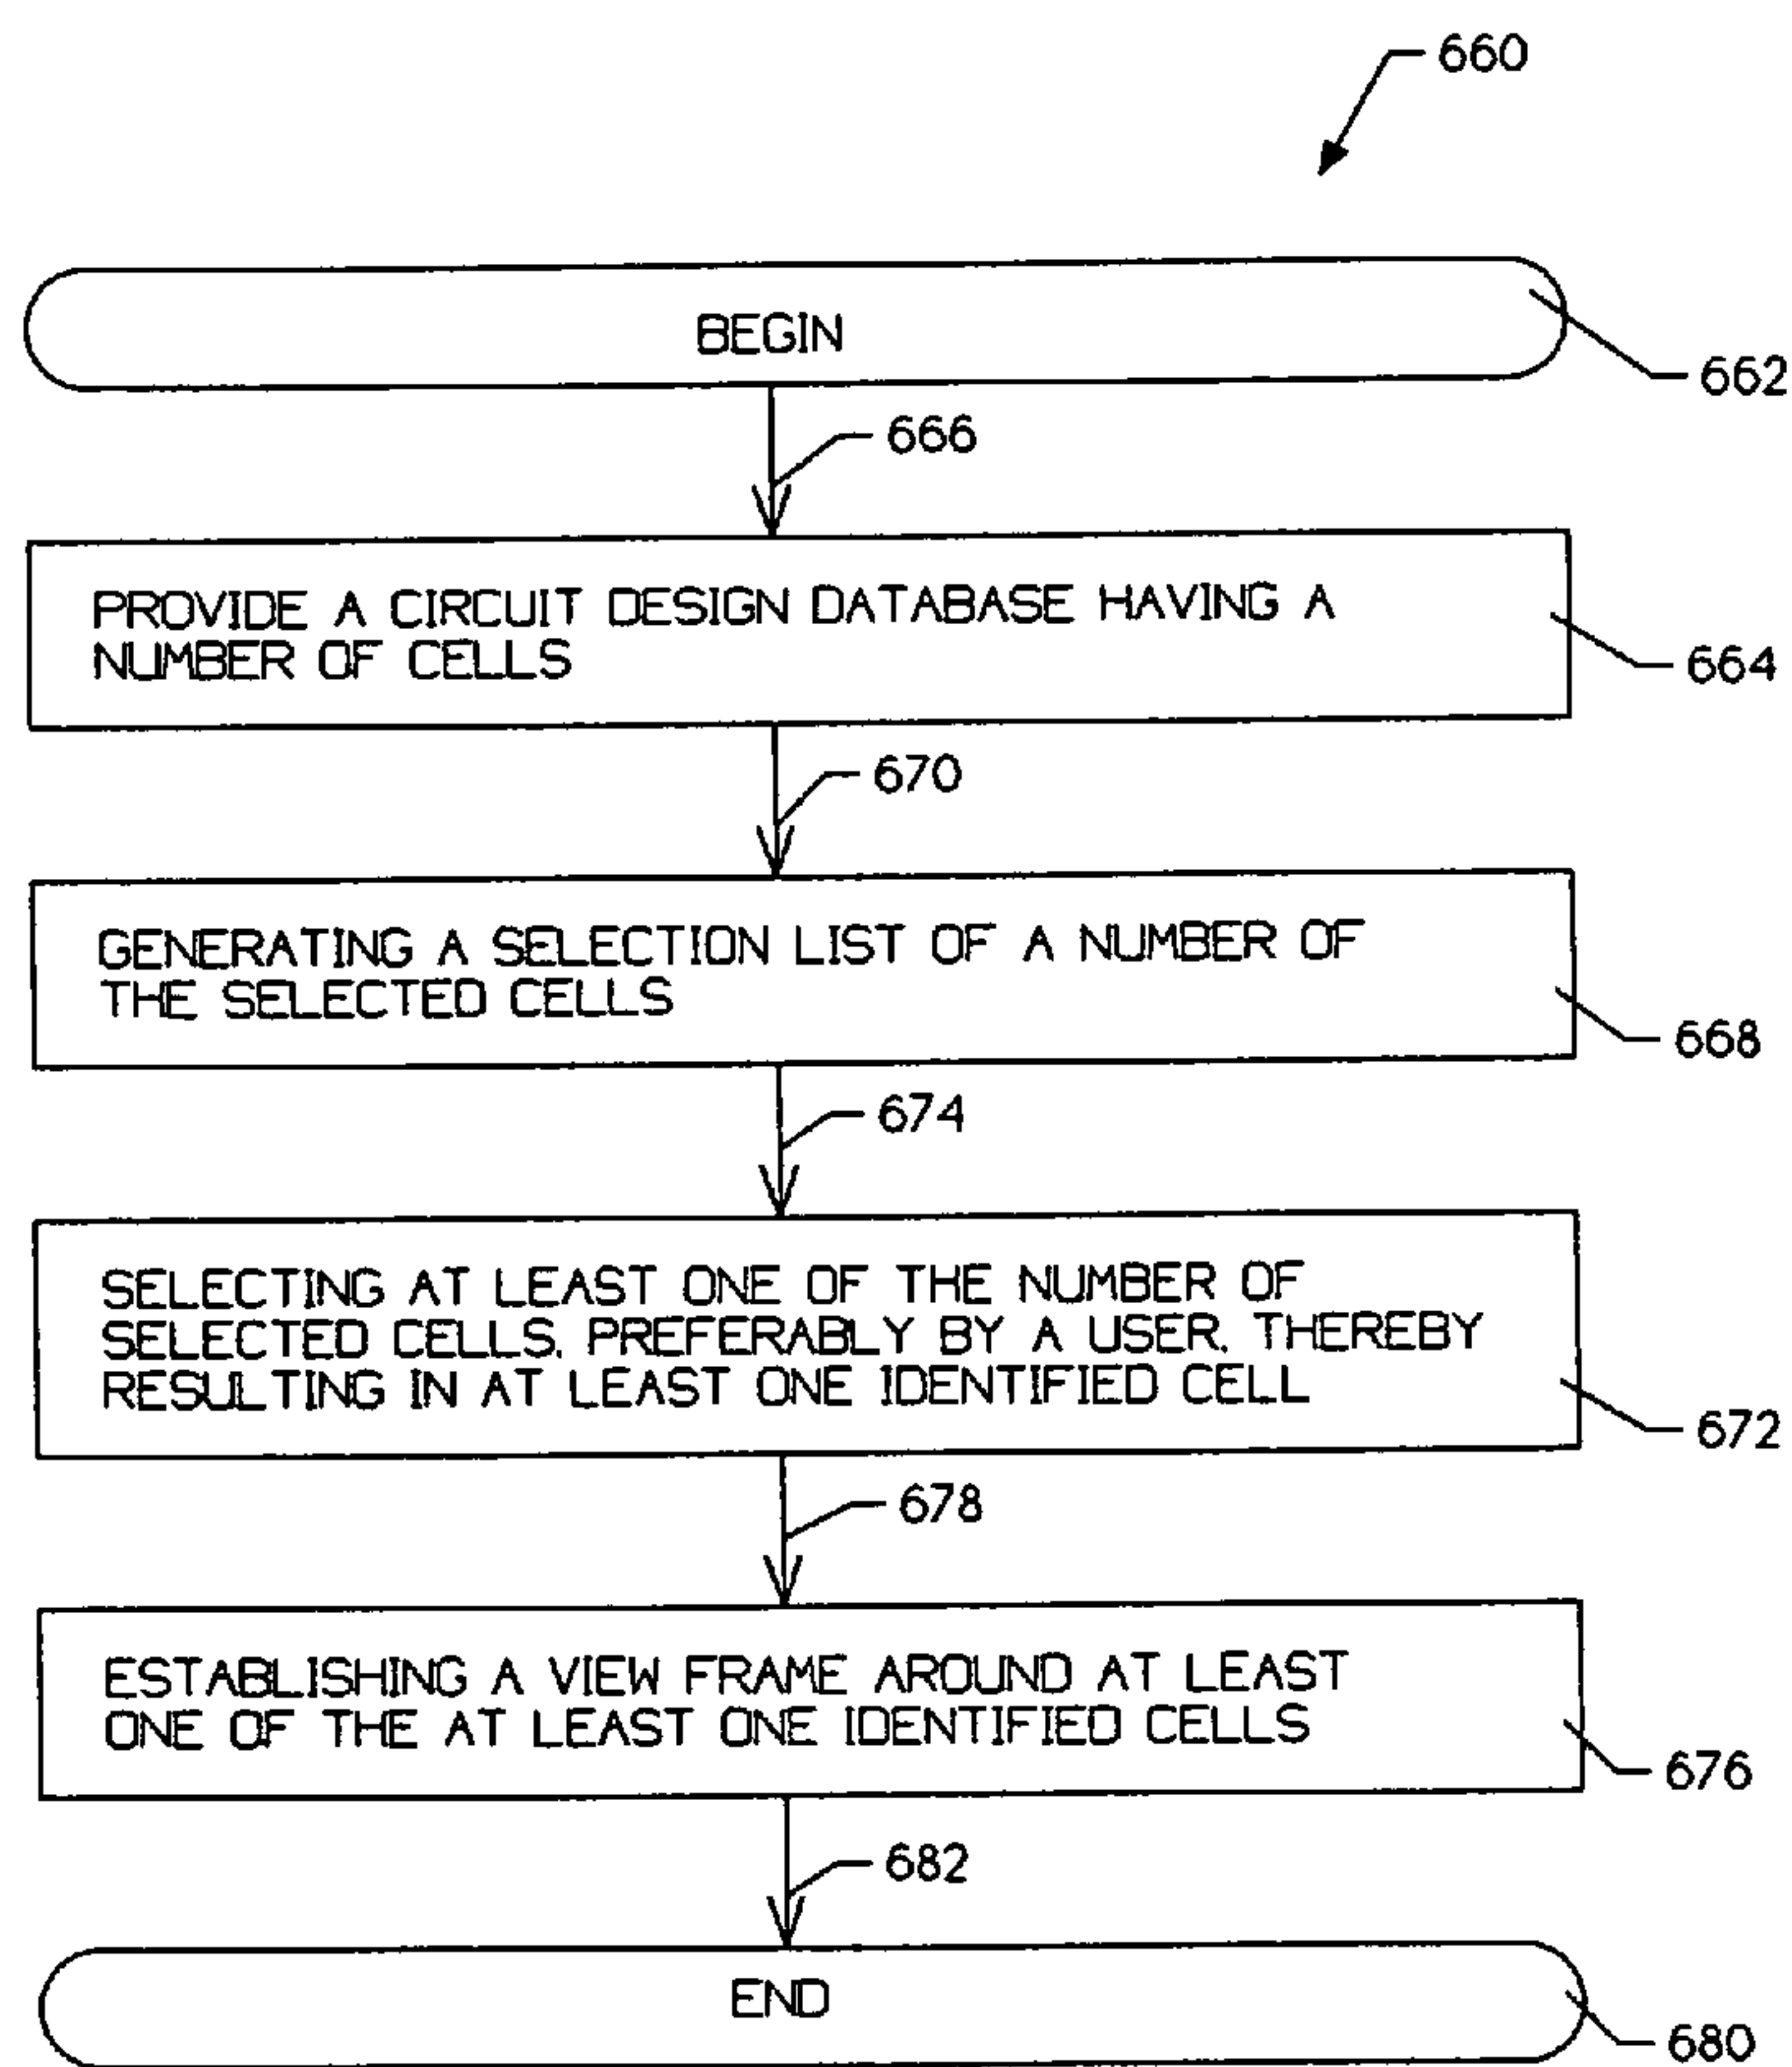 660
BEGIN
662
666
PROVIDE A CIRCUIT DESIGN DATABASE HAVING A
NUMBER OF CELLS
664
670
GENERATING A SELECTION LIST OF A NUMBER OF
THE SELECTED CELLS
668
674
SELECTING AT LEAST ONE OF THE NUMBER OF
SELECTED CELLS, PREFERABLY BY A USER, THEREBY
RESULTING IN AT LEAST ONE IDENTIFIED CELL
672
678
ESTABLISHING A VIEW FRAME AROUND AT LEAST
ONE OF THE AT LEAST ONE IDENTIFIED CELLS
676
682
END
680